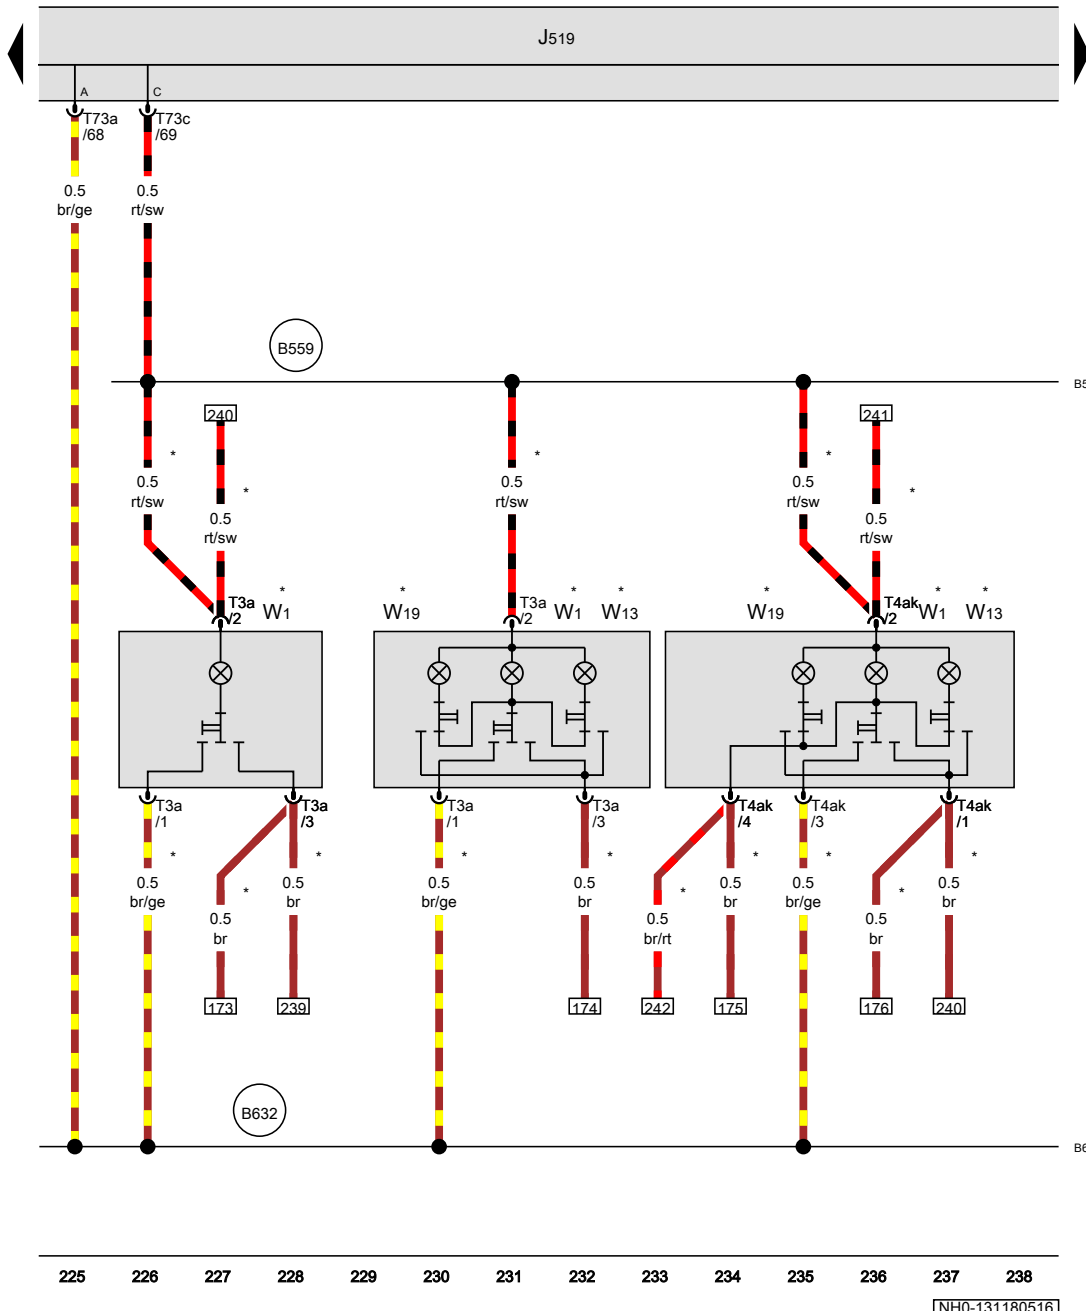 J519
A
C
T73a
/68
T73c
/69
0.5
br/ge
0.5
rt/sw
B559
B5
240
241
*
*
*
*
*
0.5
rt/sw
0.5
rt/sw
0.5
rt/sw
0.5
rt/sw
0.5
rt/sw
*
*
*
*
*
*
*
T3a
/2
W1
W19
T3a
/2
W1
W13
W19
T4ak
/2
W1
W13
T3a
/1
T3a
/3
T3a
/1
T3a
/3
T4ak
/4
T4ak
/3
T4ak
/1
*
*
*
*
*
*
*
0.5
br/ge
0.5
br
0.5
br/ge
0.5
br
0.5
br
0.5
br/ge
0.5
br
*
*
*
0.5
br
0.5
br/rt
0.5
br
173
239
174
242
175
176
240
B632
B6
225 226 227 228 229 230 231 232 233 234 235 236 237 238
NH0-131180516